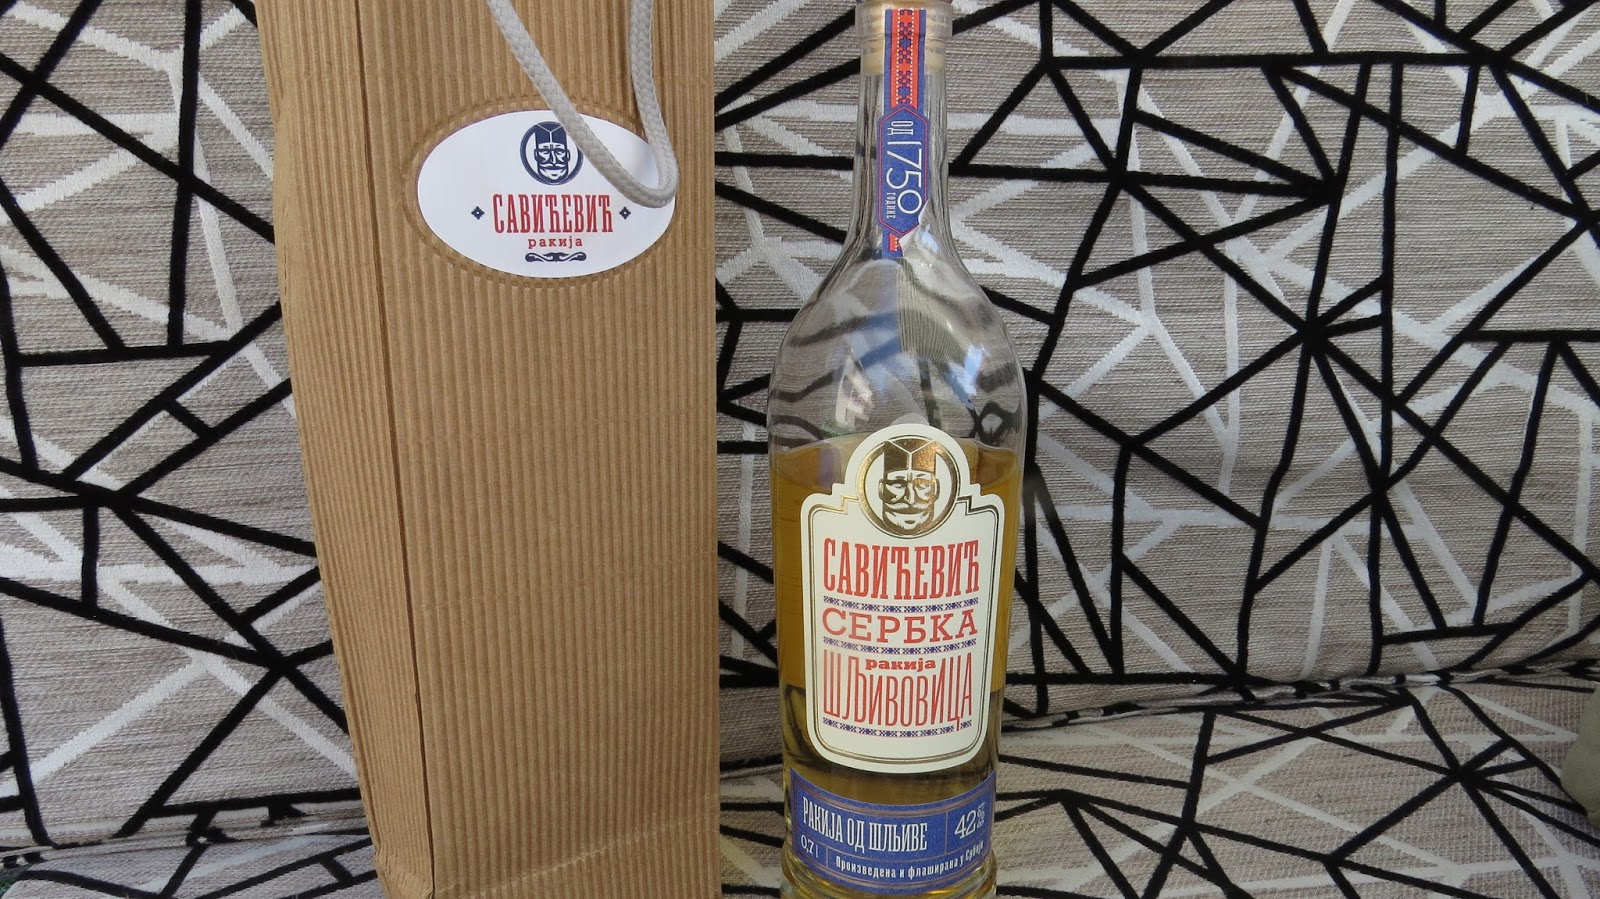 САВИЋЕВИЋ
ракија
ОД 1750 ГОДИНЕ
САВИЋЕВИЋ
СЕРБКА
ракија
ШЉИВОВИЦА
РАКИЈА ОД ШЉИВЕ
42%
0,7 l
Произведена и флаширана у Србији